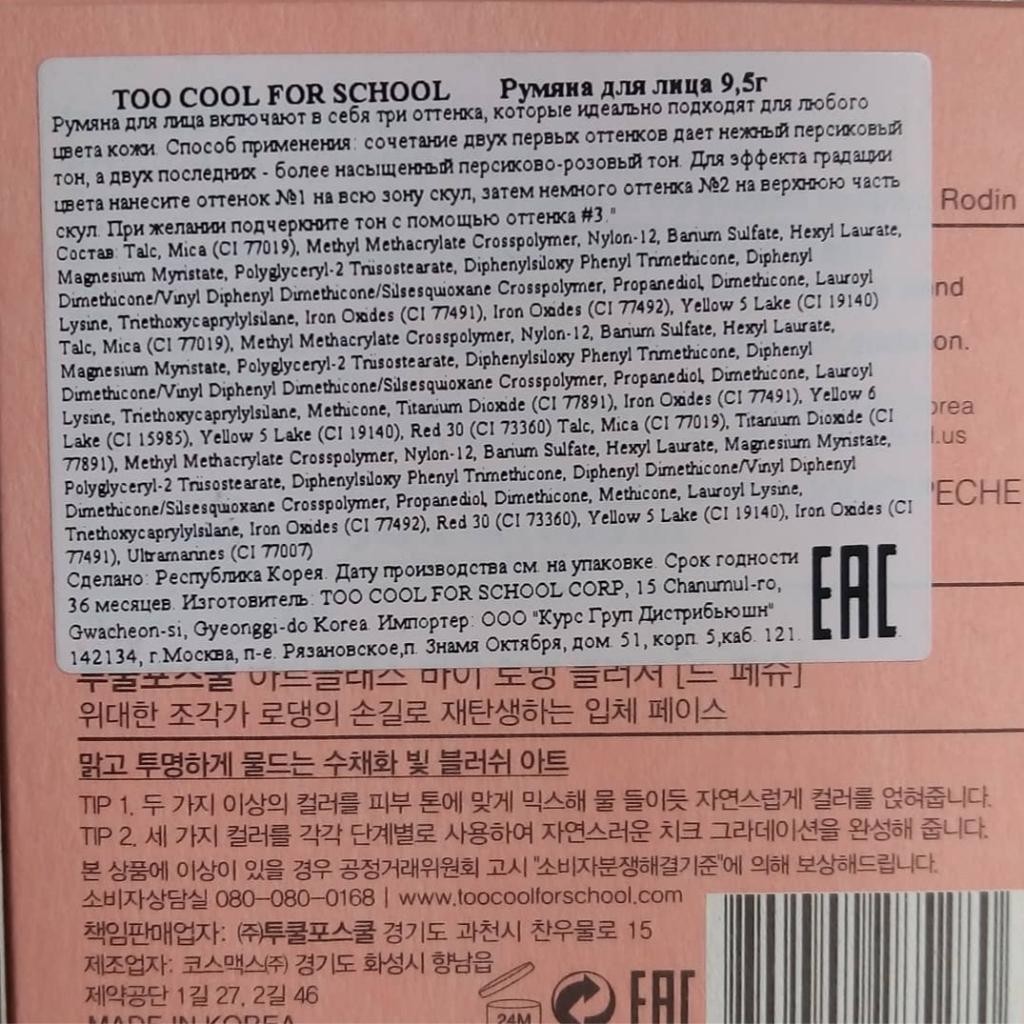 TOO COOL FOR SCHOOL Румяна для лица 9,5г
Румяна для лица включают в себя три оттенка, которые идеально подходят для любого
цвета кожи. Способ применения: сочетание двух первых оттенков дает нежный персиковый
тон, а двух последних - более насыщенный персиково-розовый тон. Для эффекта градации
цвета нанесите оттенок №1 на всю зону скул, затем немного оттенка №2 на верхнюю часть
скул. При желании подчеркните тон с помощью оттенка #3."
Rodin
Состав: Talc, Mica (CI 77019), Methyl Methacrylate Crosspolymer, Nylon-12, Barium Sulfate, Hexyl Laurate,
Magnesium Myristate, Polyglyceryl-2 Triisostearate, Diphenylsiloxy Phenyl Trimethicone, Diphenyl
Dimethicone/Vinyl Diphenyl Dimethicone/Silsesquioxane Crosspolymer, Propanediol, Dimethicone, Lauroyl
Lysine, Triethoxycaprylylsilane, Iron Oxides (CI 77491), Iron Oxides (CI 77492), Yellow 5 Lake (CI 19140)
Talc, Mica (CI 77019), Methyl Methacrylate Crosspolymer, Nylon-12, Barium Sulfate, Hexyl Laurate,
Magnesium Myristate, Polyglyceryl-2 Triisostearate, Diphenylsiloxy Phenyl Trimethicone, Diphenyl
Dimethicone/Vinyl Diphenyl Dimethicone/Silsesquioxane Crosspolymer, Propanediol, Dimethicone, Lauroyl
Lysine, Triethoxycaprylylsilane, Methicone, Titanium Dioxide (CI 77891), Iron Oxides (CI 77491), Yellow 6
Lake (CI 15985), Yellow 5 Lake (CI 19140), Red 30 (CI 73360) Talc, Mica (CI 77019), Titanium Dioxide (CI
77891), Methyl Methacrylate Crosspolymer, Nylon-12, Barium Sulfate, Hexyl Laurate, Magnesium Myristate,
Polyglyceryl-2 Triisostearate, Diphenylsiloxy Phenyl Trimethicone, Diphenyl Dimethicone/Vinyl Diphenyl
Dimethicone/Silsesquioxane Crosspolymer, Propanediol, Dimethicone, Methicone, Lauroyl Lysine,
Triethoxycaprylylsilane, Iron Oxides (CI 77492), Red 30 (CI 73360), Yellow 5 Lake (CI 19140), Iron Oxides (CI
77491), Ultramarines (CI 77007)
PECHE
Сделано: Республика Корея. Дату производства см. на упаковке. Срок годности
36 месяцев. Изготовитель: TOO COOL FOR SCHOOL CORP, 15 Chanumul-ro,
Gwacheon-si, Gyeonggi-do Korea. Импортер: ООО "Курс Груп Дистрибьюшн"
142134, г.Москва, п-е. Рязановское,п. Знамя Октября, дом. 51, корп. 5,каб. 121.
EAC
투쿨포스쿨 아트클래스 바이 로댕 블러셔 [드 페슈]
위대한 조각가 로댕의 손길로 재탄생하는 입체 페이스
맑고 투명하게 물드는 수채화 빛 블러쉬 아트
TIP 1. 두 가지 이상의 컬러를 피부 톤에 맞게 믹스해 물 들이듯 자연스럽게 컬러를 얹혀줍니다.
TIP 2. 세 가지 컬러를 각각 단계별로 사용하여 자연스러운 치크 그라데이션을 완성해 줍니다.
본 상품에 이상이 있을 경우 공정거래위원회 고시 "소비자분쟁해결기준"에 의해 보상해드립니다.
소비자상담실 080-080-0168 | www.toocoolforschool.com
책임판매업자: ㈜투쿨포스쿨 경기도 과천시 찬우물로 15
제조업자: 코스맥스㈜ 경기도 화성시 향남읍
제약공단 1길 27, 2길 46
MADE IN KOREA
24M
EAC